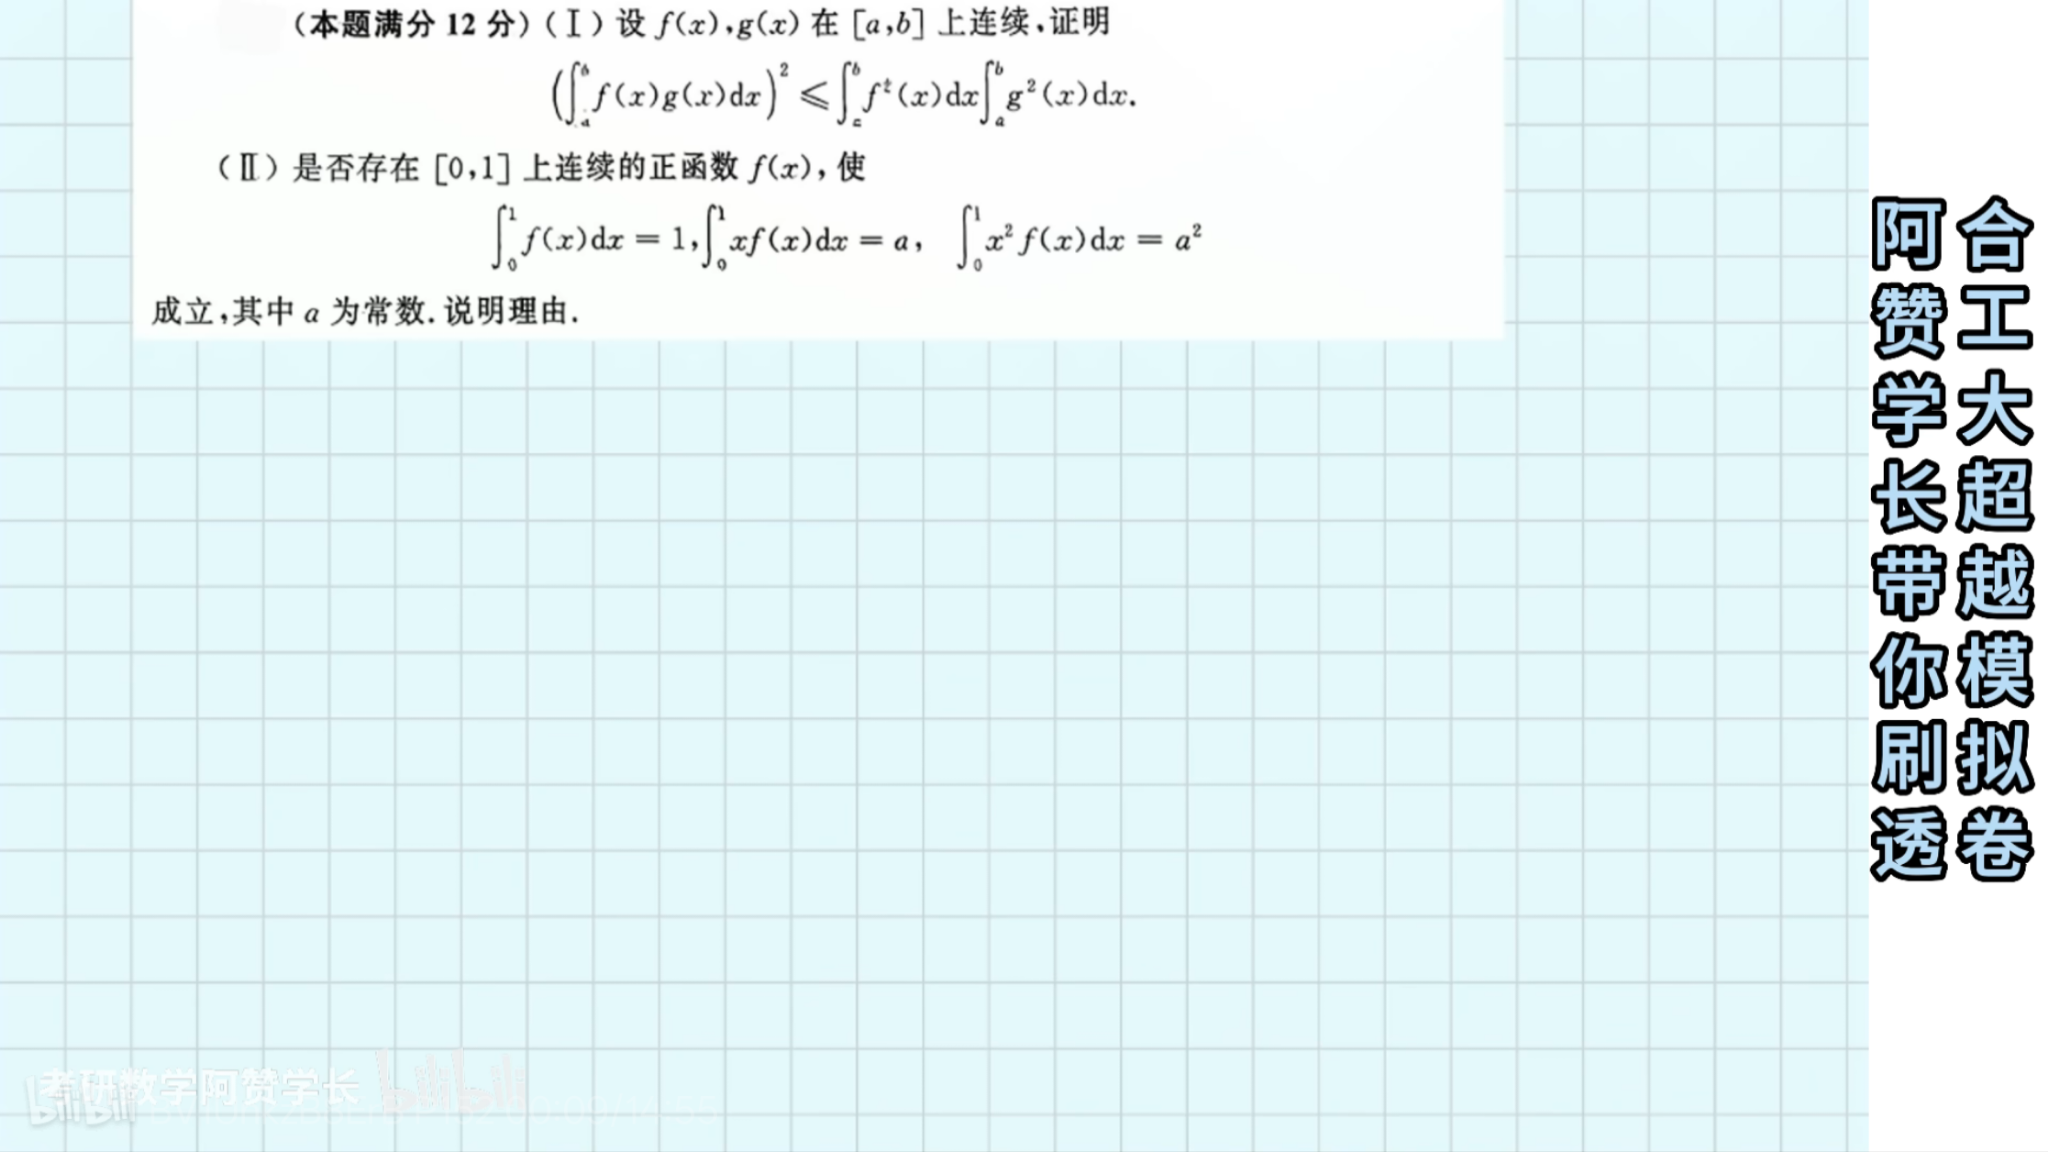 （本题满分 12 分）（Ⅰ）设 f(x),g(x) 在 [a,b] 上连续,证明
(∫_a^b f(x)g(x)dx)² ≤ ∫_a^b f²(x)dx ∫_a^b g²(x)dx.
（Ⅱ）是否存在 [0,1] 上连续的正函数 f(x), 使
∫_0^1 f(x)dx = 1, ∫_0^1 xf(x)dx = a, ∫_0^1 x² f(x)dx = a²
成立,其中 a 为常数. 说明理由.
合工大超越模拟卷
阿赞学长带你刷透
考研数学阿赞学长 bilibili
bilibili